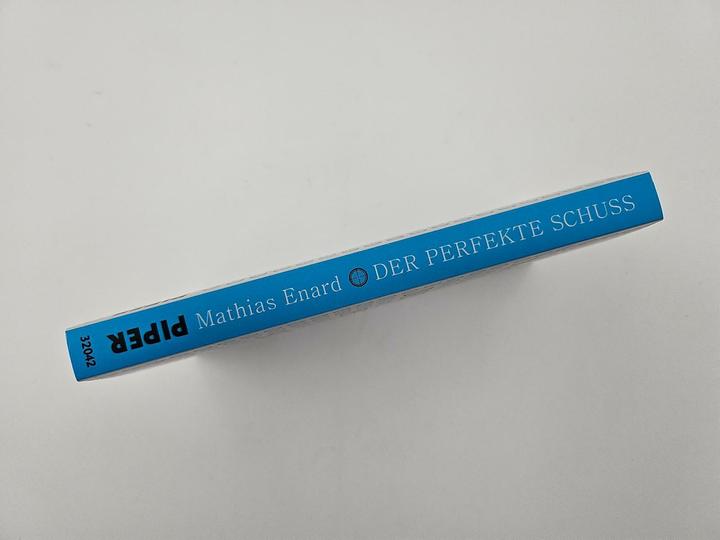 Mathias Enard DER PERFEKTE SCHUSS
PIPER
32042